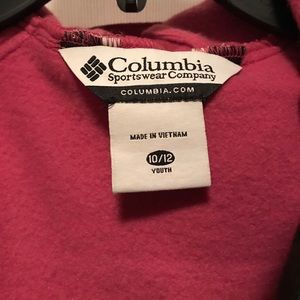 Columbia
Sportswear Company
COLUMBIA.COM
MADE IN VIETNAM
10/12
YOUTH